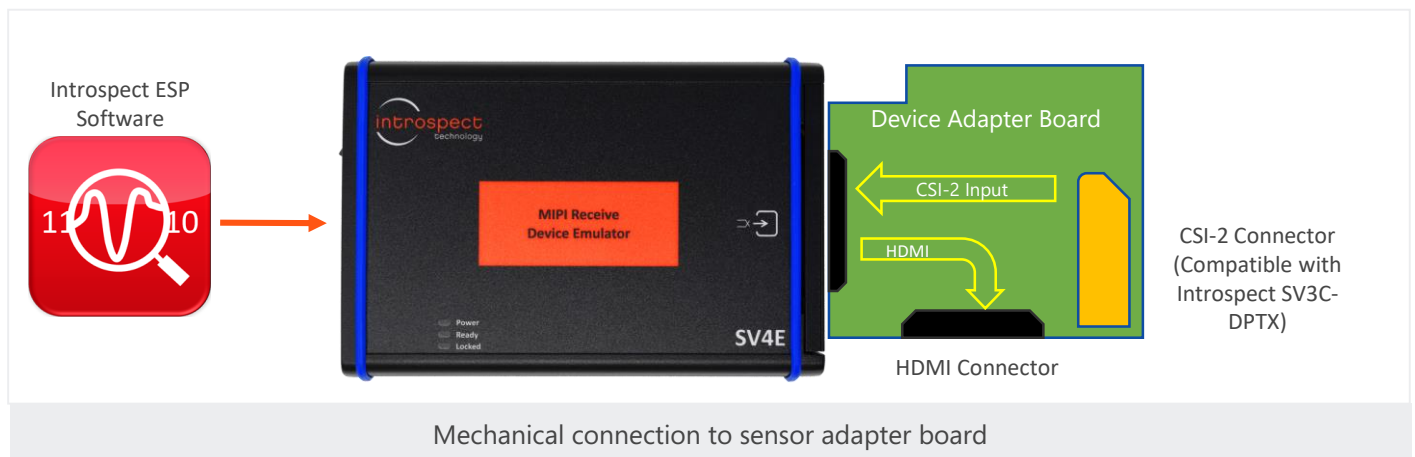 Introspect ESP
Software
11 10
introspect
technology
MIPI Receive
Device Emulator
Power
Ready
Locked
SV4E
Device Adapter Board
CSI-2 Input
HDMI
HDMI Connector
CSI-2 Connector
(Compatible with
Introspect SV3C-
DPTX)
Mechanical connection to sensor adapter board